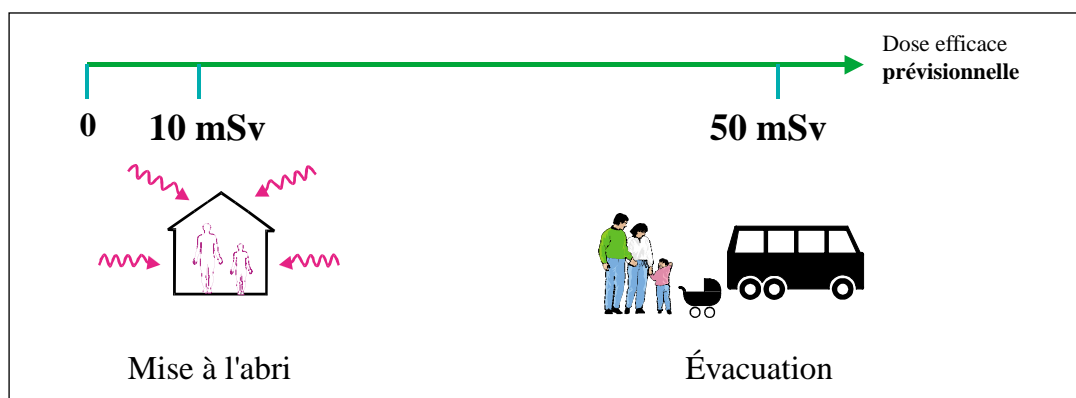 Dose efficace
prévisionnelle
0 10 mSv 50 mSv
Mise à l'abri Évacuation